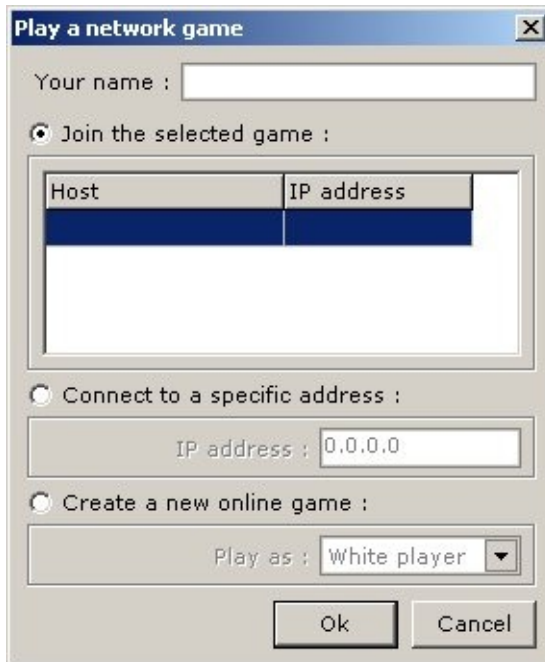 Play a network game
Your name :
Join the selected game :
Host IP address
Connect to a specific address :
IP address : 0.0.0.0
Create a new online game :
Play as : White player
Ok Cancel